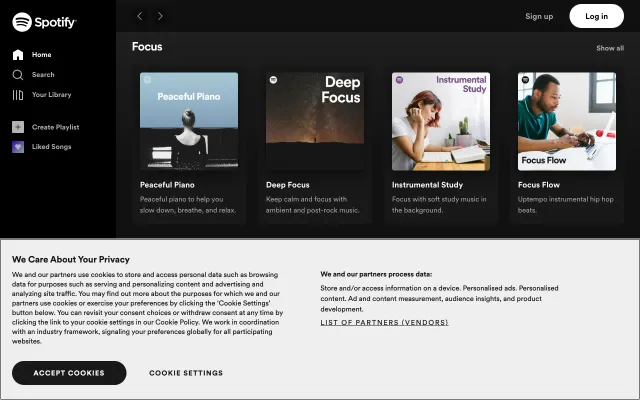 Spotify
Home
Search
Your Library
Create Playlist
Liked Songs
Sign up
Log in
Focus
Show all
Peaceful Piano
Peaceful Piano
Peaceful piano to help you
slow down, breathe, and relax.
Deep
Focus
Deep Focus
Keep calm and focus with
ambient and post-rock music.
Instrumental
Study
Instrumental Study
Focus with soft study music in
the background.
Focus Flow
Focus Flow
Uptempo instrumental hip hop
beats.
We Care About Your Privacy
We and our partners use cookies to store and access personal data such as browsing
data for purposes such as serving and personalizing content and advertising and
analyzing site traffic. You may find out more about the purposes for which we and our
partners use cookies or exercise your preferences by clicking the 'Cookie Settings'
button below. You can revisit your consent choices or withdraw consent at any time by
clicking the link to your cookie settings in our Cookie Policy. We work in coordination
with an industry framework, signaling your preferences globally for all participating
websites.
We and our partners process data:
Store and/or access information on a device. Personalised ads. Personalised
content. Ad and content measurement, audience insights, and product
development.
LIST OF PARTNERS (VENDORS)
ACCEPT COOKIES
COOKIE SETTINGS